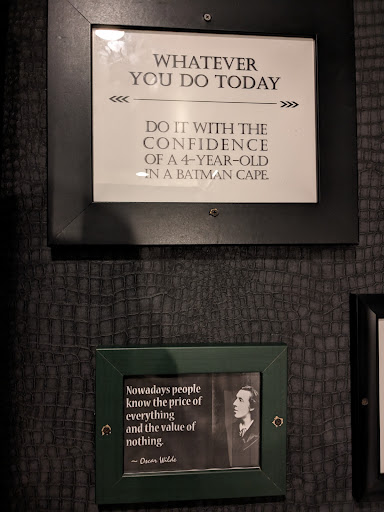 WHATEVER
YOU DO TODAY
DO IT WITH THE
CONFIDENCE
OF A 4-YEAR-OLD
IN A BATMAN CAPE.
Nowadays people
know the price of
everything
and the value of
nothing.
~ Oscar Wilde